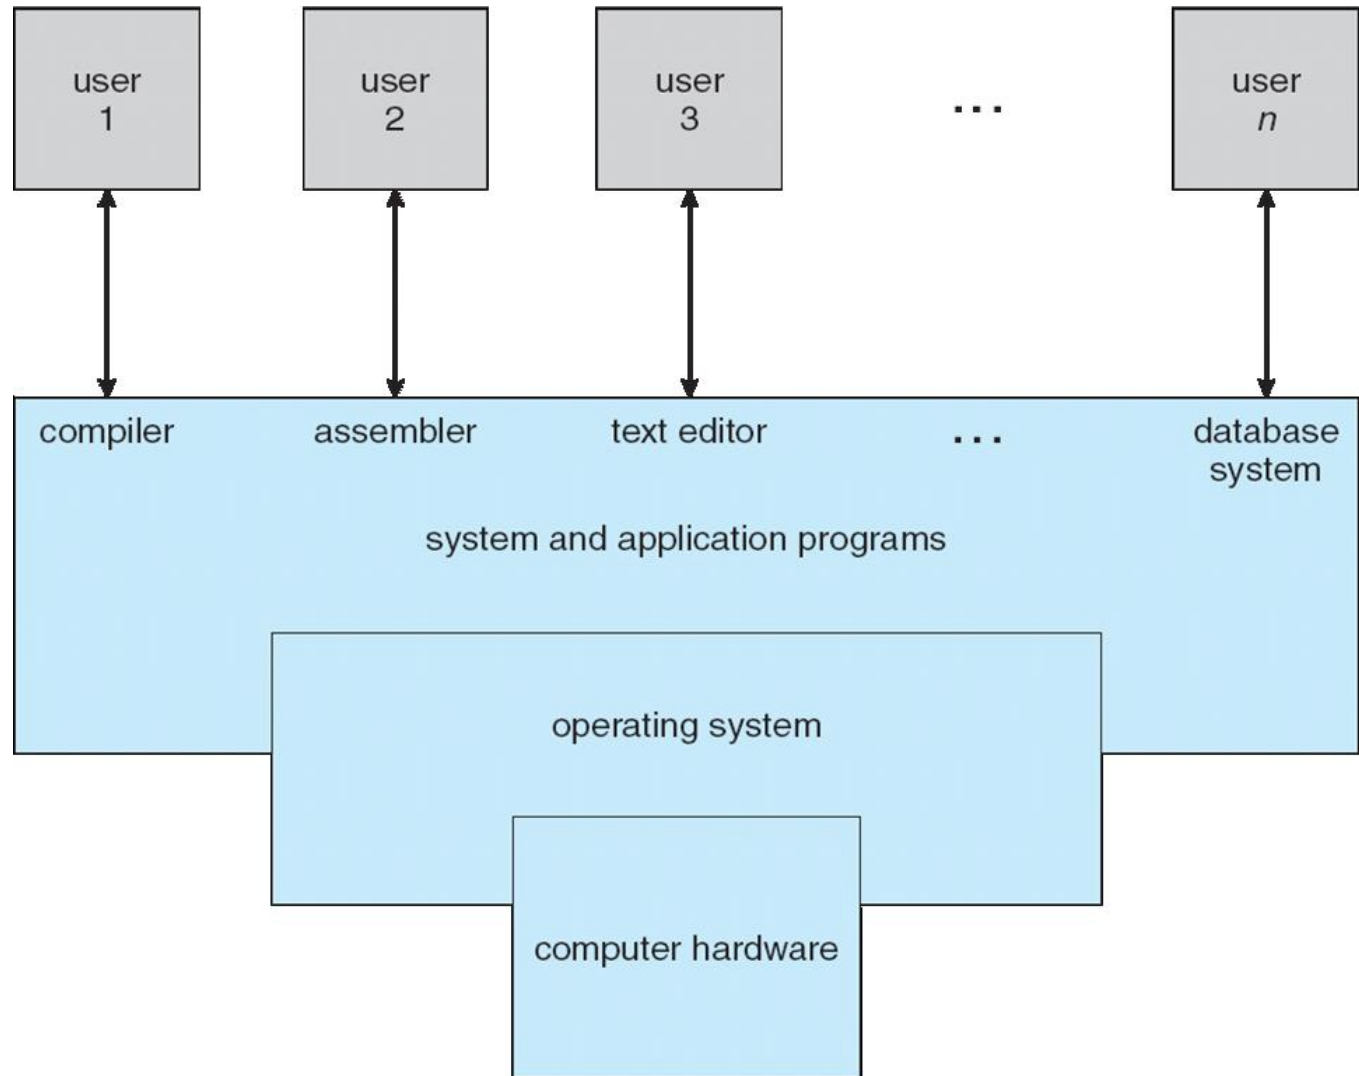 user
1
user
2
user
3
...
user
n
compiler
assembler
text editor
...
database
system
system and application programs
operating system
computer hardware